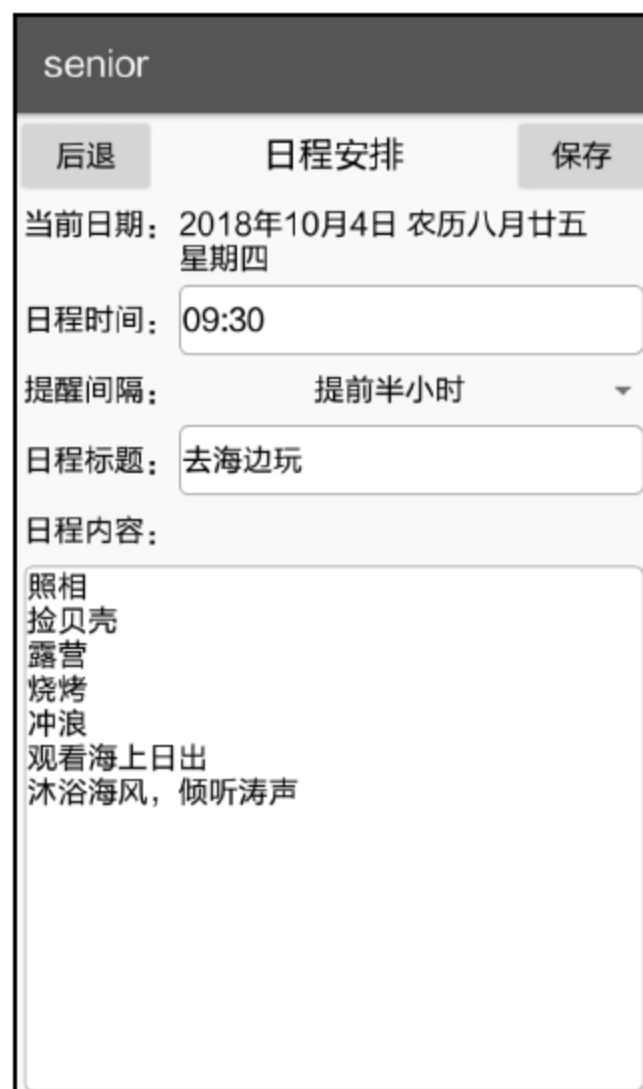 senior
后退 日程安排 保存
当前日期： 2018年10月4日 农历八月廿五
星期四
日程时间： 09:30
提醒间隔： 提前半小时
日程标题： 去海边玩
日程内容：
照相
捡贝壳
露营
烧烤
冲浪
观看海上日出
沐浴海风，倾听涛声